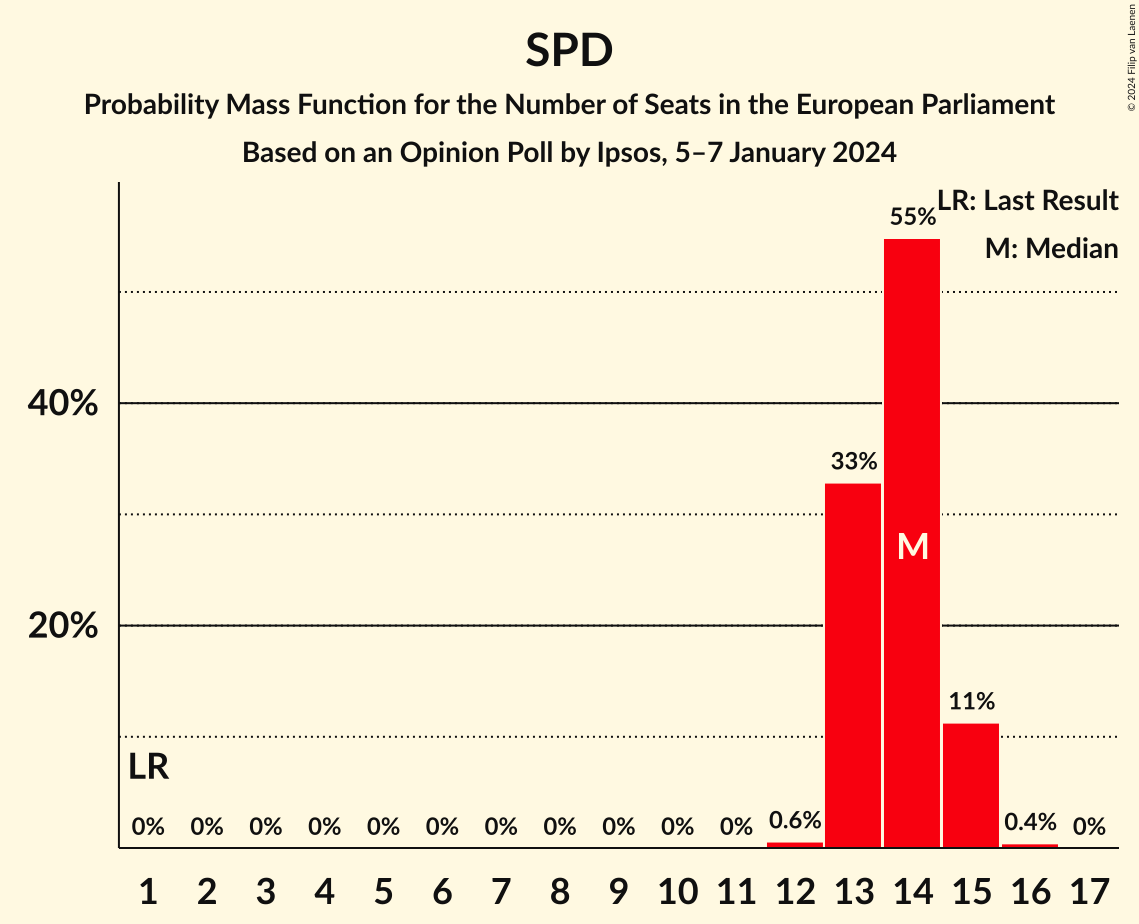 SPD
Probability Mass Function for the Number of Seats in the European Parliament
Based on an Opinion Poll by Ipsos, 5–7 January 2024
© 2024 Filip van Laenen
LR: Last Result
M: Median
55%
40%
33%
M
20%
11%
LR
0% 0% 0% 0% 0% 0% 0% 0% 0% 0% 0% 0.6% 0.4% 0%
1 2 3 4 5 6 7 8 9 10 11 12 13 14 15 16 17